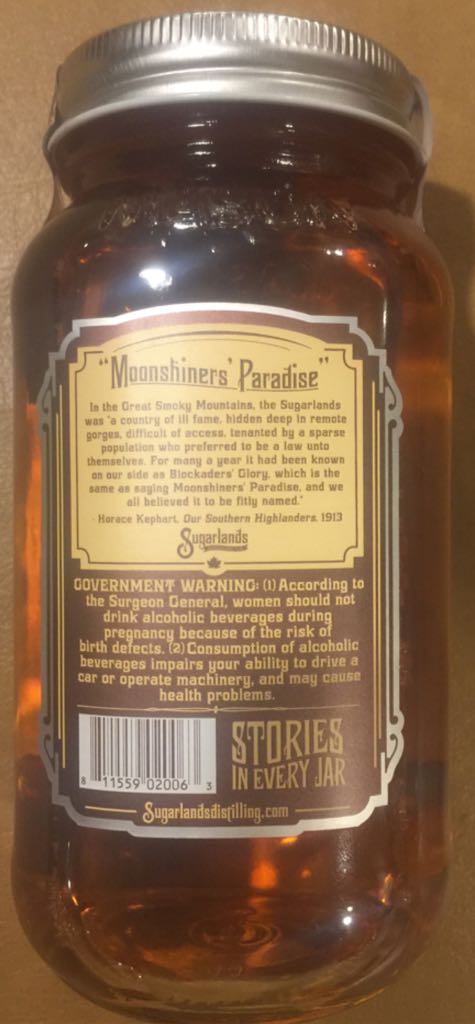 "Moonshiners' Paradise"
In the Great Smoky Mountains, the Sugarlands
was "a country of ill fame, hidden deep in remote
gorges, difficult of access, tenanted by a sparse
population who preferred to be a law unto
themselves. For many a year it had been known
on our side as Blockaders' Glory, which is the
same as saying Moonshiners' Paradise, and we
all believed it to be fitly named."
- Horace Kephart, Our Southern Highlanders, 1913
Sugarlands
GOVERNMENT WARNING: (1) According to
the Surgeon General, women should not
drink alcoholic beverages during
pregnancy because of the risk of
birth defects. (2) Consumption of alcoholic
beverages impairs your ability to drive a
car or operate machinery, and may cause
health problems.
8 11559 02006 3
STORIES
IN EVERY JAR
Sugarlandsdistilling.com